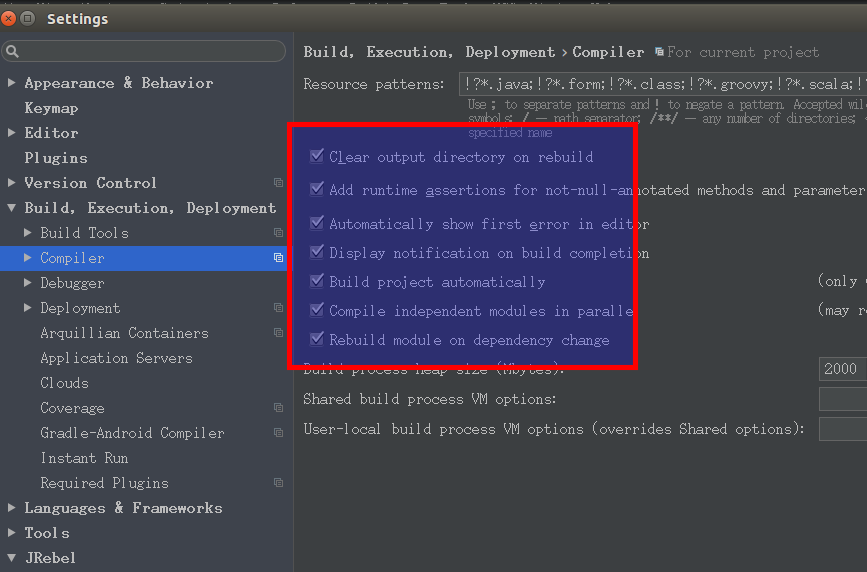 Settings
Build, Execution, Deployment › Compiler For current project
Resource patterns: !?*.java;!?*.form;!?*.class;!?*.groovy;!?*.scala;
Use ; to separate patterns and ! to negate a pattern. Accepted
symbols; / — path separator; /**/ — any number of directories;
specified name
Appearance & Behavior
Keymap
Editor
Plugins
Version Control
Build, Execution, Deployment
Build Tools
Compiler
Debugger
Deployment
Arquillian Containers
Application Servers
Clouds
Coverage
Gradle-Android Compiler
Instant Run
Required Plugins
Languages & Frameworks
Tools
JRebel
Clear output directory on rebuild
Add runtime assertions for not-null-annotated methods and parameter
Automatically show first error in editor
Display notification on build completion
Build project automatically (only
Compile independent modules in paralle (may
Rebuild module on dependency change
Build process heap size (Mbytes): 2000
Shared build process VM options:
User-local build process VM options (overrides Shared options):